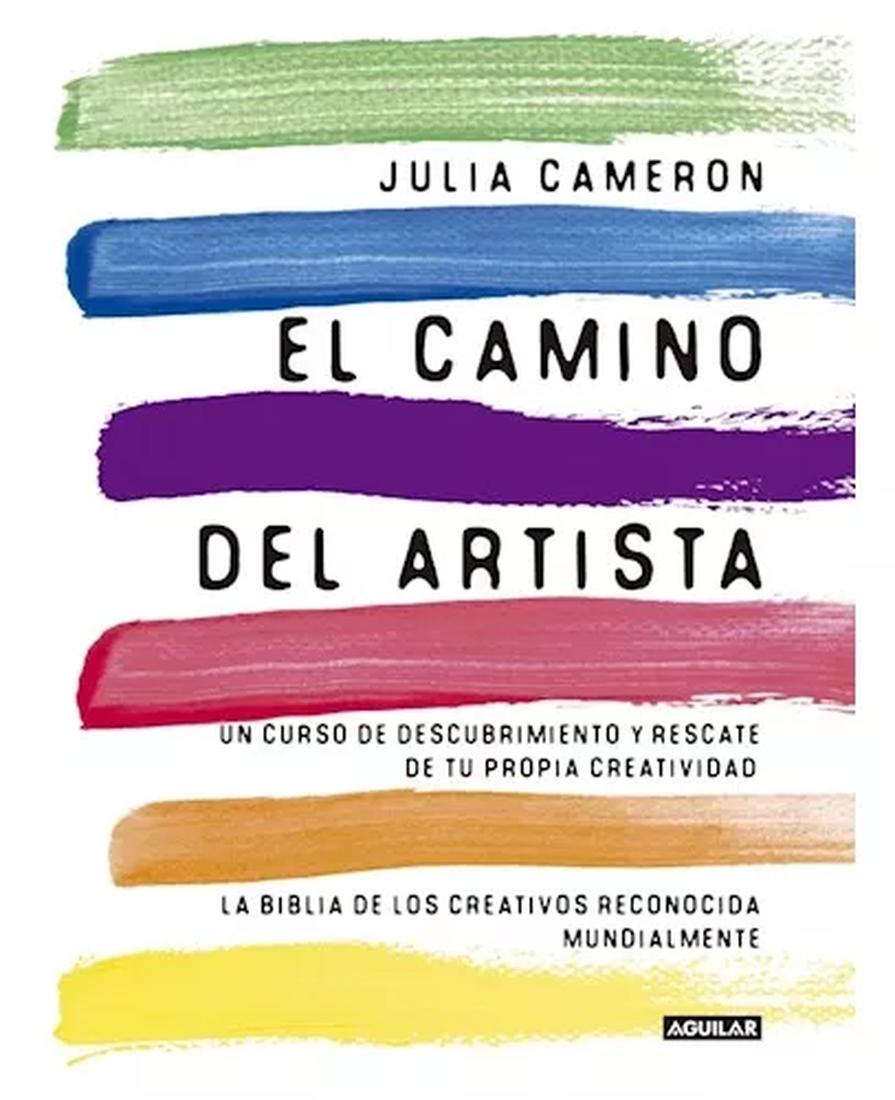 JULIA CAMERON
EL CAMINO
DEL ARTISTA
UN CURSO DE DESCUBRIMIENTO Y RESCATE
DE TU PROPIA CREATIVIDAD
LA BIBLIA DE LOS CREATIVOS RECONOCIDA
MUNDIALMENTE
AGUILAR